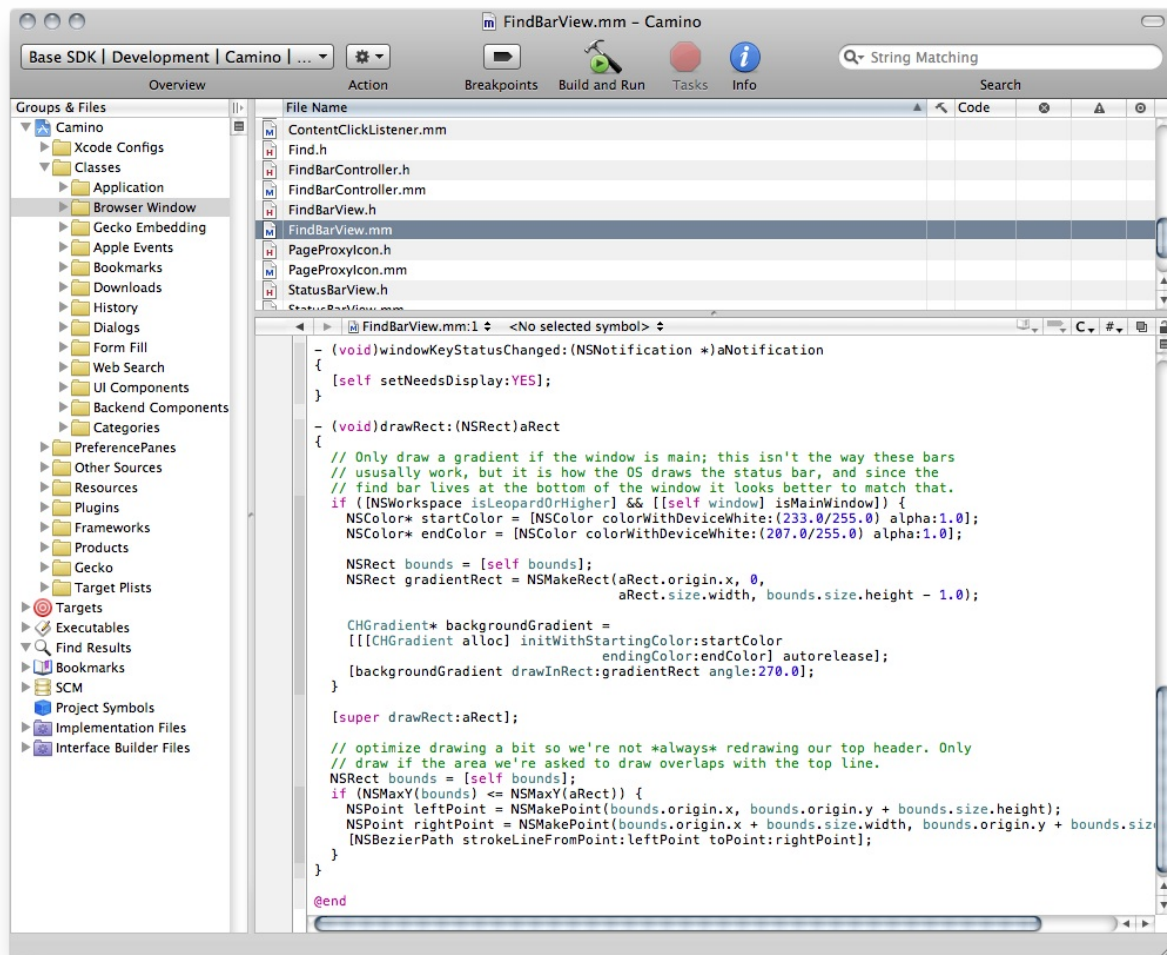 FindBarView.mm – Camino
Base SDK | Development | Camino | ...
String Matching
Overview
Action
Breakpoints
Build and Run
Tasks
Info
Search
Groups & Files
Camino
Xcode Configs
Classes
Application
Browser Window
Gecko Embedding
Apple Events
Bookmarks
Downloads
History
Dialogs
Form Fill
Web Search
UI Components
Backend Components
Categories
PreferencePanes
Other Sources
Resources
Plugins
Frameworks
Products
Gecko
Target Plists
Targets
Executables
Find Results
Bookmarks
SCM
Project Symbols
Implementation Files
Interface Builder Files
File Name
Code
ContentClickListener.mm
Find.h
FindBarController.h
FindBarController.mm
FindBarView.h
FindBarView.mm
PageProxyIcon.h
PageProxyIcon.mm
StatusBarView.h
StatusBarView.mm
FindBarView.mm:1 <No selected symbol>
C #
- (void)windowKeyStatusChanged:(NSNotification *)aNotification
{
[self setNeedsDisplay:YES];
}
- (void)drawRect:(NSRect)aRect
{
// Only draw a gradient if the window is main; this isn't the way these bars
// ususally work, but it is how the OS draws the status bar, and since the
// find bar lives at the bottom of the window it looks better to match that.
if ([NSWorkspace isLeopardOrHigher] && [[self window] isMainWindow]) {
NSColor* startColor = [NSColor colorWithDeviceWhite:(233.0/255.0) alpha:1.0];
NSColor* endColor = [NSColor colorWithDeviceWhite:(207.0/255.0) alpha:1.0];
NSRect bounds = [self bounds];
NSRect gradientRect = NSMakeRect(aRect.origin.x, 0,
aRect.size.width, bounds.size.height - 1.0);
CHGradient* backgroundGradient =
[[[CHGradient alloc] initWithStartingColor:startColor
endingColor:endColor] autorelease];
[backgroundGradient drawInRect:gradientRect angle:270.0];
}
[super drawRect:aRect];
// optimize drawing a bit so we're not *always* redrawing our top header. Only
// draw if the area we're asked to draw overlaps with the top line.
NSRect bounds = [self bounds];
if (NSMaxY(bounds) <= NSMaxY(aRect)) {
NSPoint leftPoint = NSMakePoint(bounds.origin.x, bounds.origin.y + bounds.size.height);
NSPoint rightPoint = NSMakePoint(bounds.origin.x + bounds.size.width, bounds.origin.y + bounds.size
[NSBezierPath strokeLineFromPoint:leftPoint toPoint:rightPoint];
}
}
@end